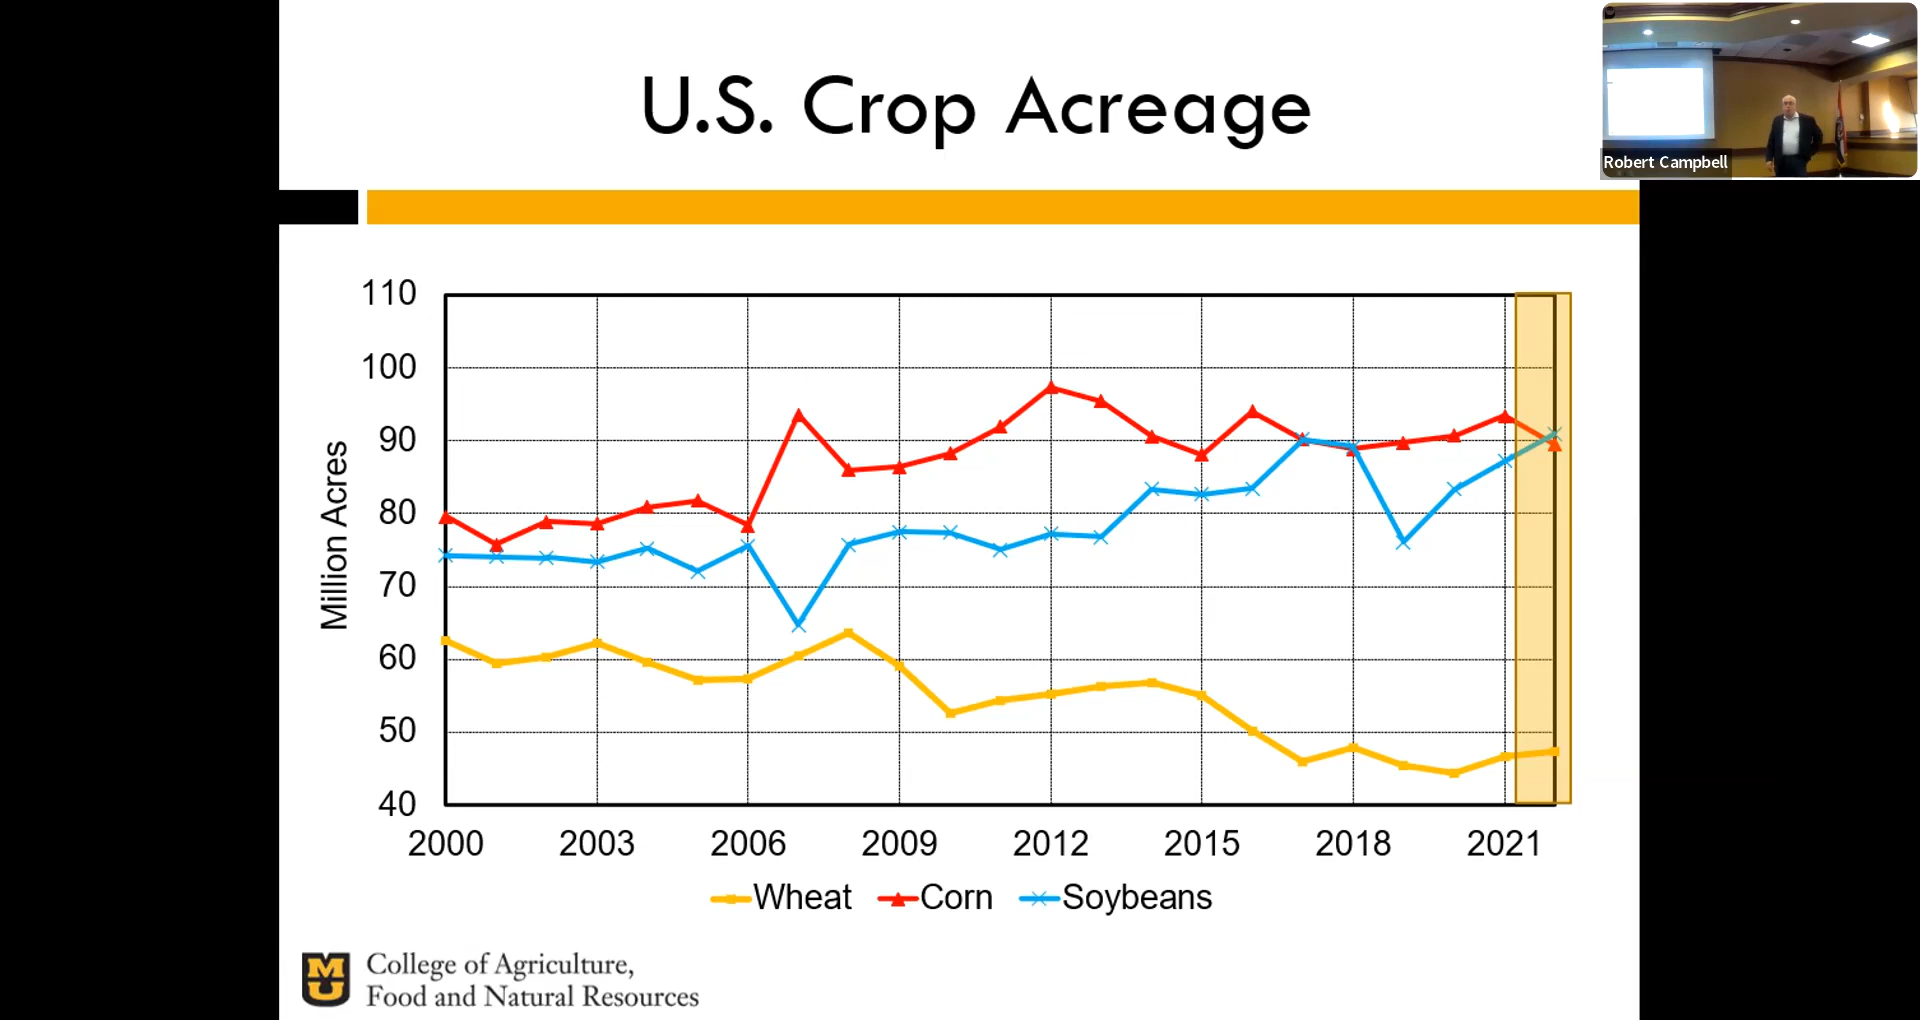 U.S. Crop Acreage
Robert Campbell
110
100
90
80
70
60
50
40
Million Acres
2000 2003 2006 2009 2012 2015 2018 2021
Wheat Corn Soybeans
MU
College of Agriculture,
Food and Natural Resources